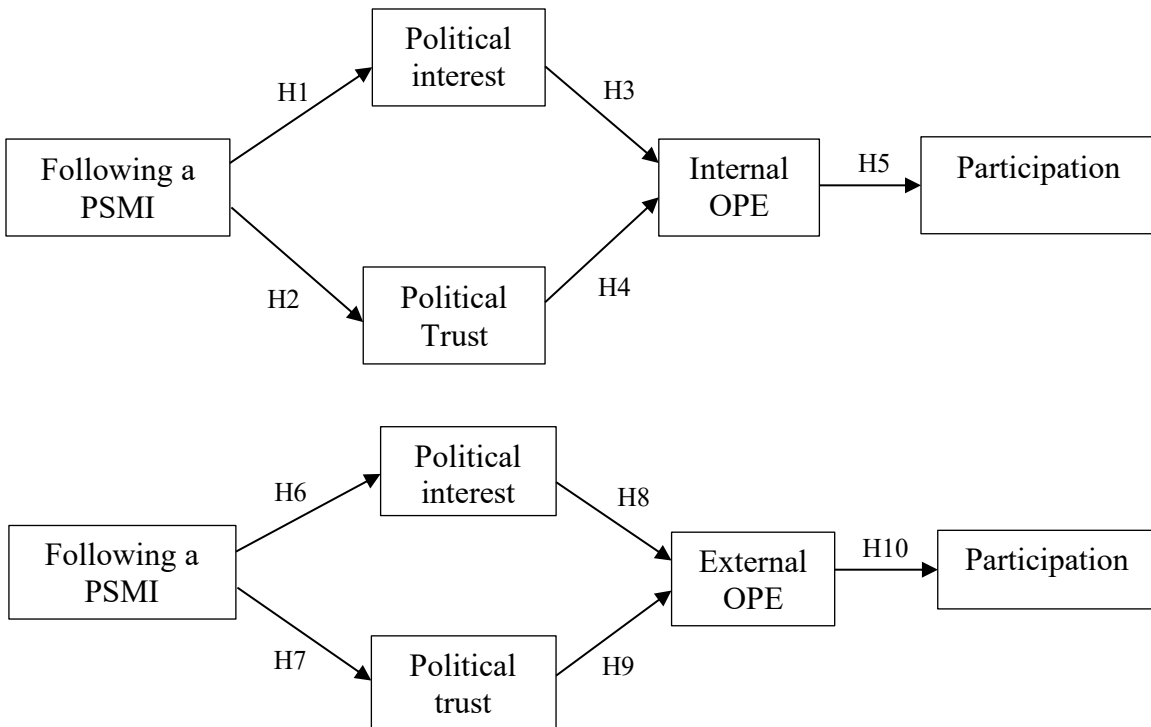 Political
interest
H1
H3
Following a
PSMI
Internal
OPE
H5
Participation
H2
H4
Political
Trust
Political
interest
H6
H8
Following a
PSMI
External
OPE
H10
Participation
H7
H9
Political
trust